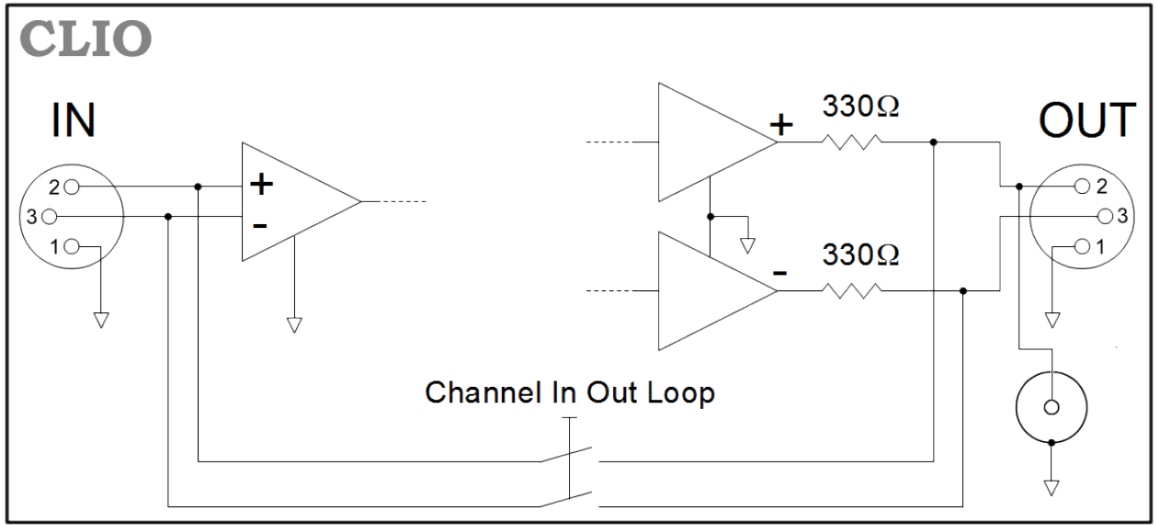 CLIO
IN
OUT
330Ω
+
2
3
1
+
-
2
3
1
330Ω
-
Channel In Out Loop